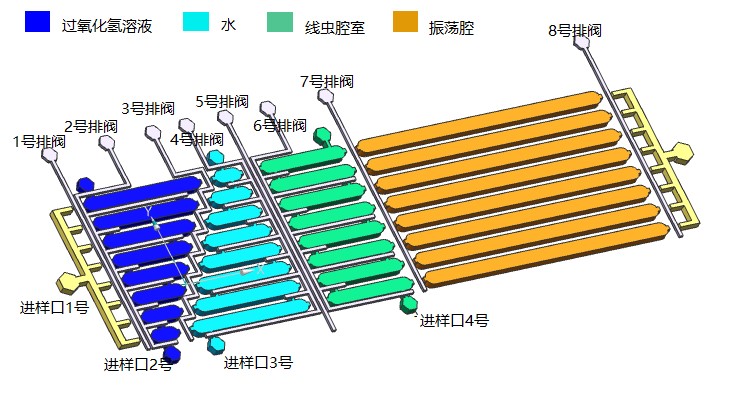 过氧化氢溶液
水
线虫腔室
振荡腔
1号排阀
2号排阀
3号排阀
4号排阀
5号排阀
6号排阀
7号排阀
8号排阀
Y
X
进样口1号
进样口2号
进样口3号
进样口4号